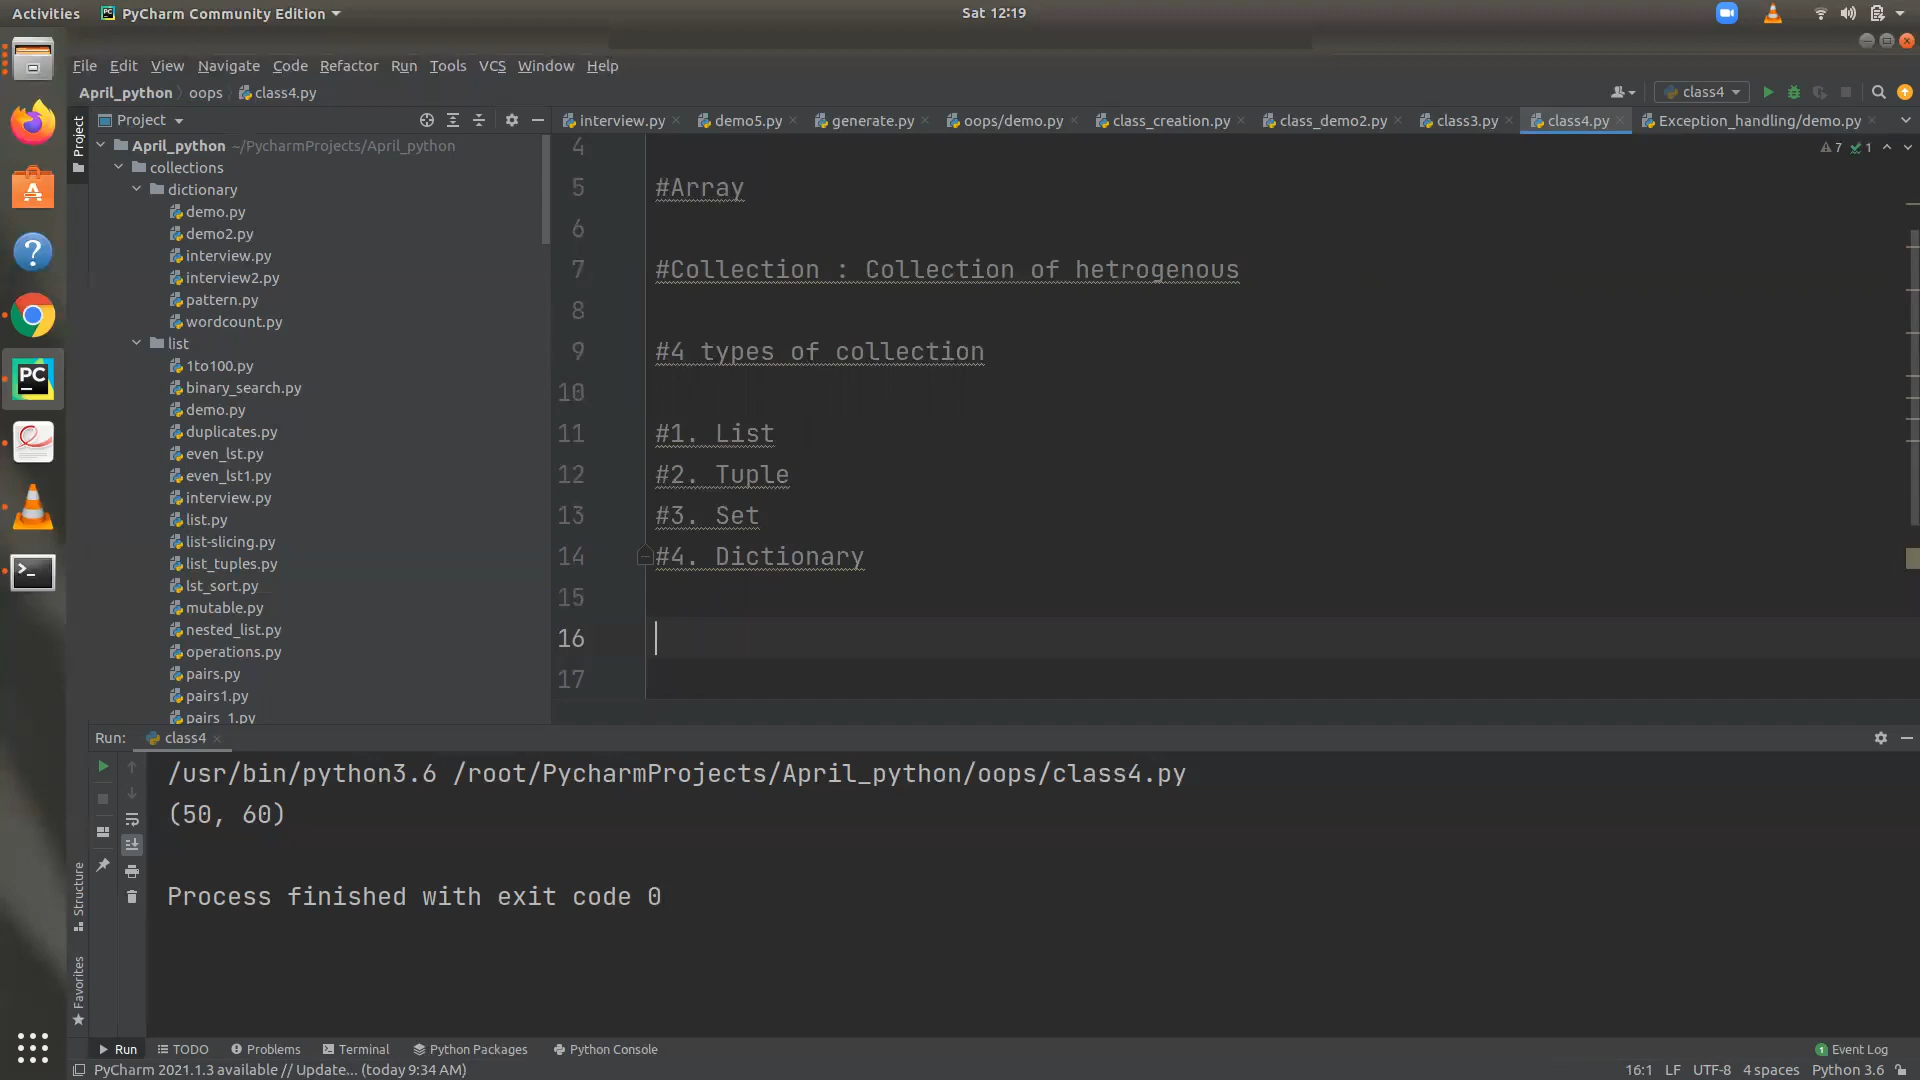 Activities PyCharm Community Edition Sat 12:19
File Edit View Navigate Code Refactor Run Tools VCS Window Help
April_python oops class4.py class4
Project interview.py demo5.py generate.py oops/demo.py class_creation.py class_demo2.py class3.py class4.py Exception_handling/demo.py
Project
April_python ~/PycharmProjects/April_python
collections
dictionary
demo.py
demo2.py
interview.py
interview2.py
pattern.py
wordcount.py
list
1to100.py
binary_search.py
demo.py
duplicates.py
even_lst.py
even_lst1.py
interview.py
list.py
list-slicing.py
list_tuples.py
lst_sort.py
mutable.py
nested_list.py
operations.py
pairs.py
pairs1.py
pairs_1.py
7 1
4
5 #Array
6
7 #Collection : Collection of hetrogenous
8
9 #4 types of collection
10
11 #1. List
12 #2. Tuple
13 #3. Set
14 #4. Dictionary
15
16
17
Run: class4
/usr/bin/python3.6 /root/PycharmProjects/April_python/oops/class4.py
(50, 60)
Process finished with exit code 0
Structure
Favorites
Run TODO Problems Terminal Python Packages Python Console 1 Event Log
PyCharm 2021.1.3 available // Update... (today 9:34 AM) 16:1 LF UTF-8 4 spaces Python 3.6